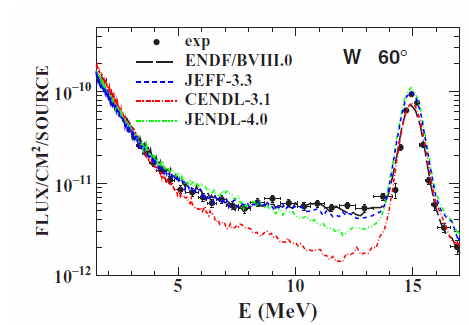 exp
ENDF/BVIII.0
W 60°
JEFF-3.3
10⁻¹⁰
CENDL-3.1
JENDL-4.0
FLUX/CM²/SOURCE
10⁻¹¹
10⁻¹²
5 10 15
E (MeV)